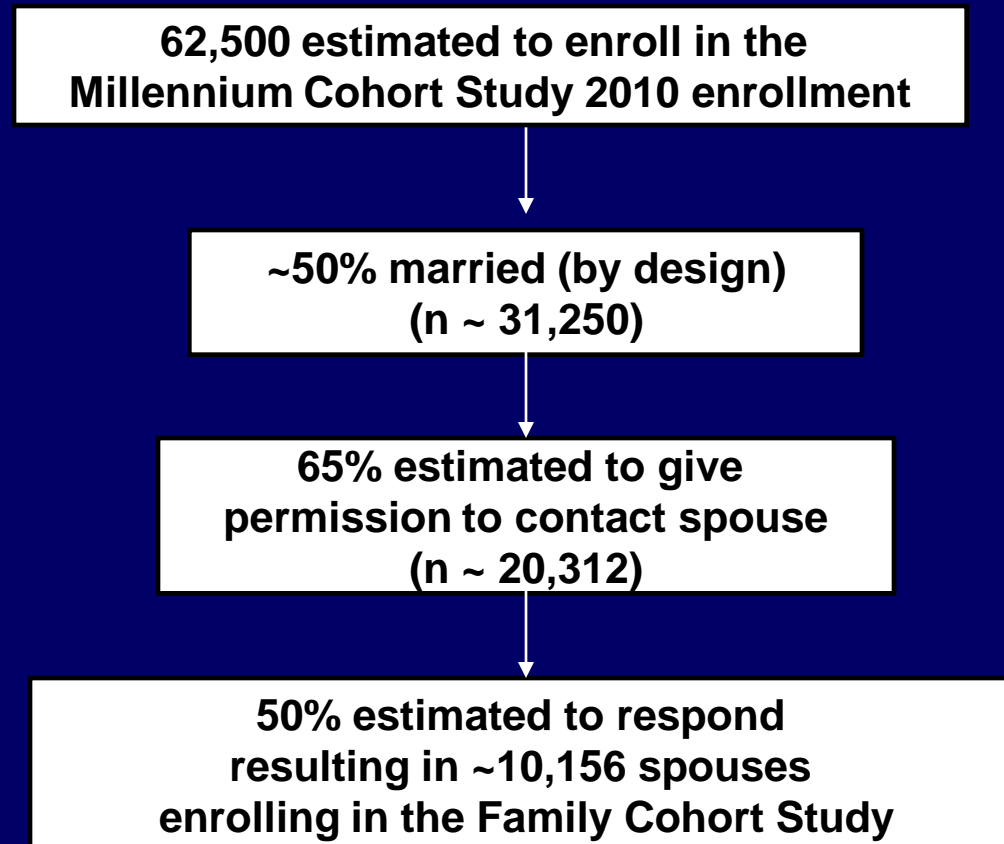 62,500 estimated to enroll in the
Millennium Cohort Study 2010 enrollment
~50% married (by design)
(n ~ 31,250)
65% estimated to give
permission to contact spouse
(n ~ 20,312)
50% estimated to respond
resulting in ~10,156 spouses
enrolling in the Family Cohort Study